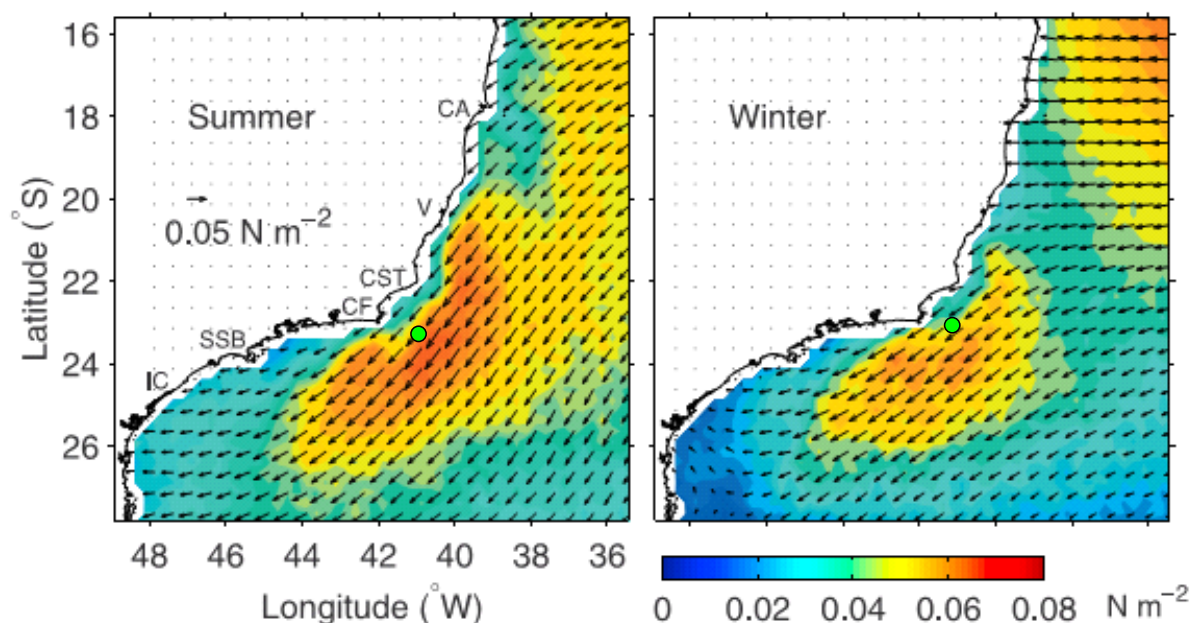 Summer
Winter
0.05 N m⁻²
CA
V
CST
CF
SSB
IC
Latitude (°S)
16
18
20
22
24
26
48
46
44
42
40
38
36
Longitude (°W)
0
0.02
0.04
0.06
0.08
N m⁻²